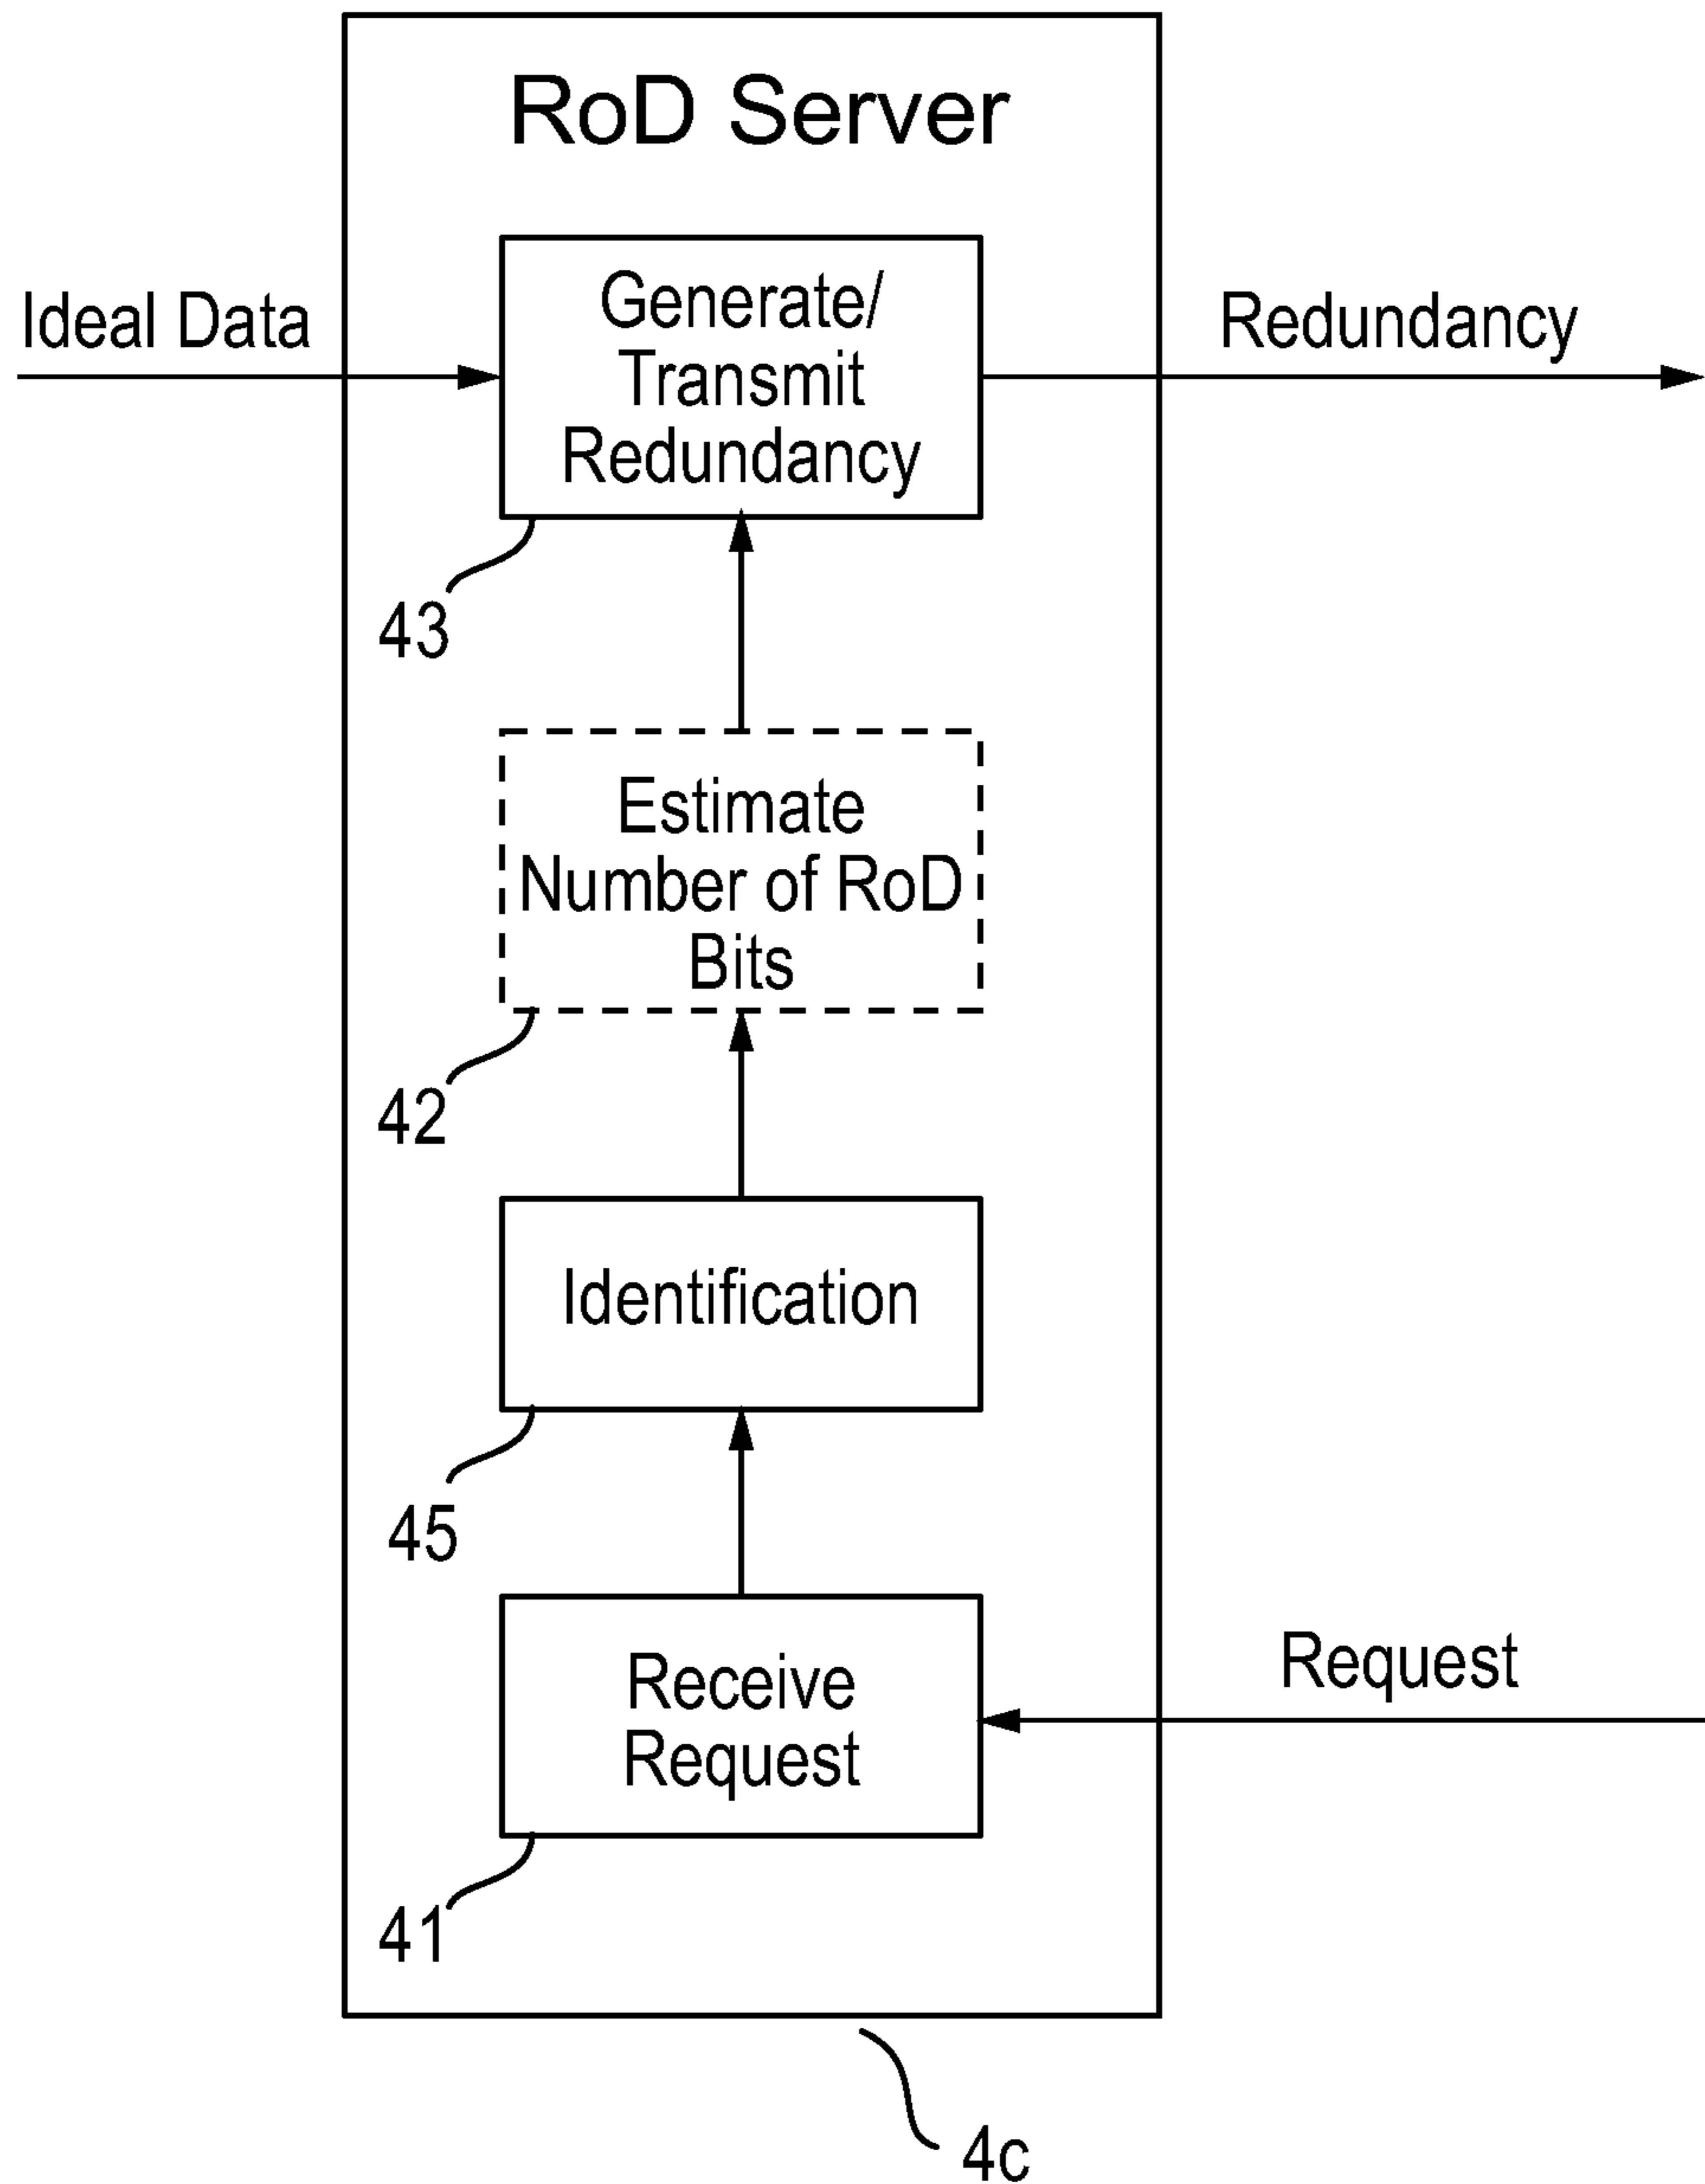 RoD Server
Ideal Data
Generate/
Transmit
Redundancy
Redundancy
43
Estimate
Number of RoD
Bits
42
Identification
45
Receive
Request
Request
41
4c